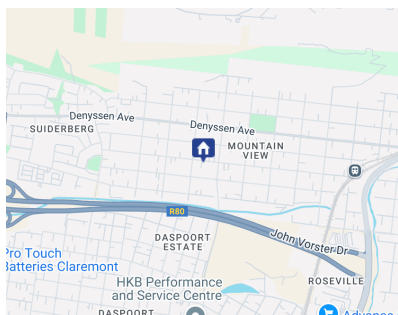 Denyssen Ave
Denyssen Ave
SUIDERBERG
MOUNTAIN
VIEW
R80
John Vorster Dr
DASPOORT
ESTATE
Pro Touch
Batteries Claremont
HKB Performance
and Service Centre
ROSEVILLE
DASPOORT
Advance